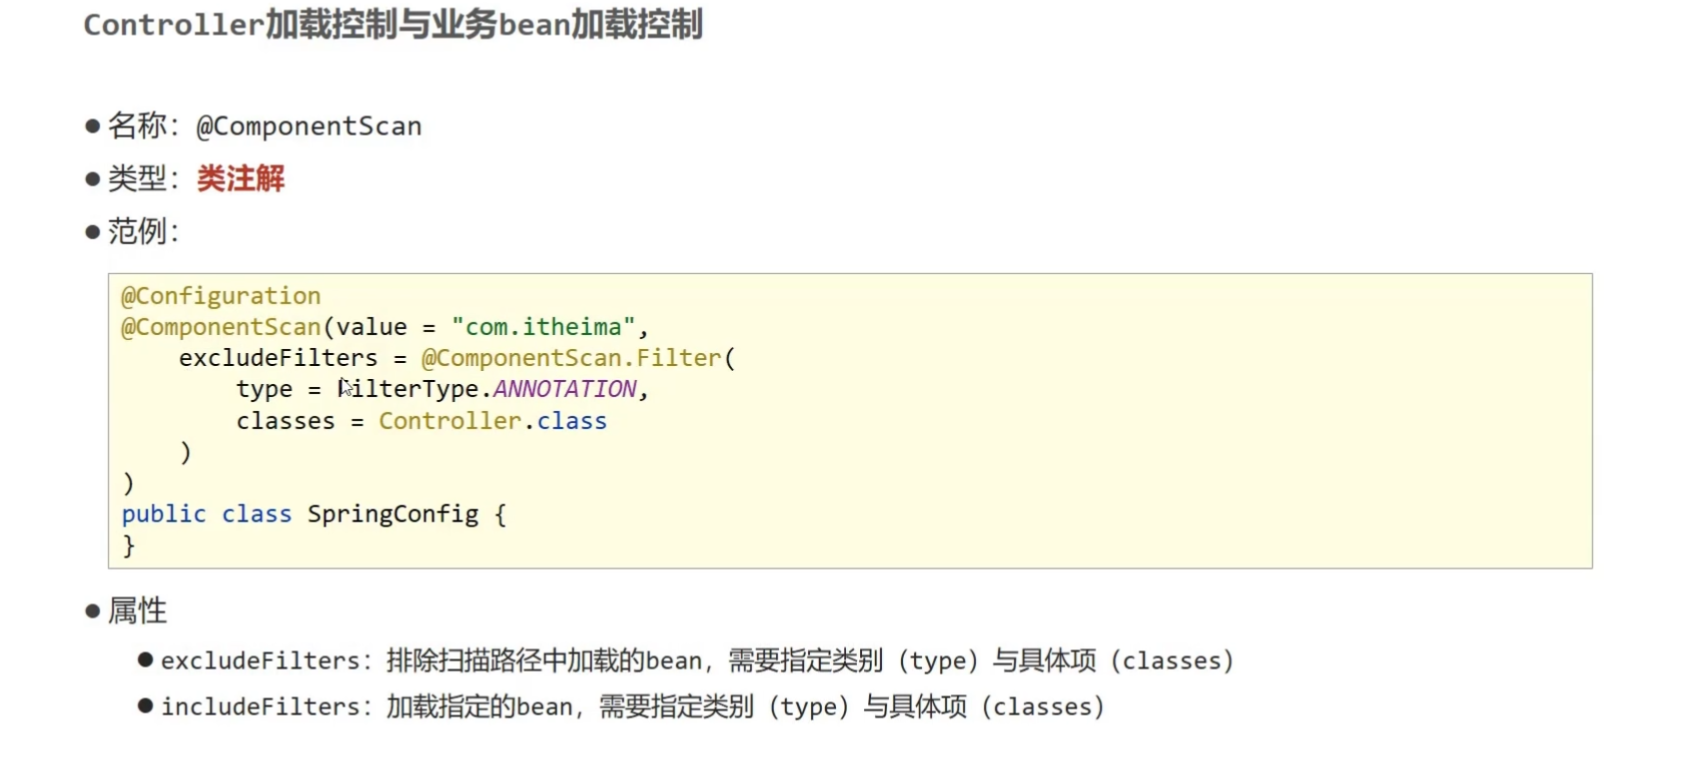 Controller加载控制与业务bean加载控制
● 名称：@ComponentScan
● 类型：类注解
● 范例：
@Configuration
@ComponentScan(value = "com.itheima",
    excludeFilters = @ComponentScan.Filter(
        type = FilterType.ANNOTATION,
        classes = Controller.class
    )
)
public class SpringConfig {
}
● 属性
● excludeFilters：排除扫描路径中加载的bean，需要指定类别（type）与具体项（classes）
● includeFilters：加载指定的bean，需要指定类别（type）与具体项（classes）